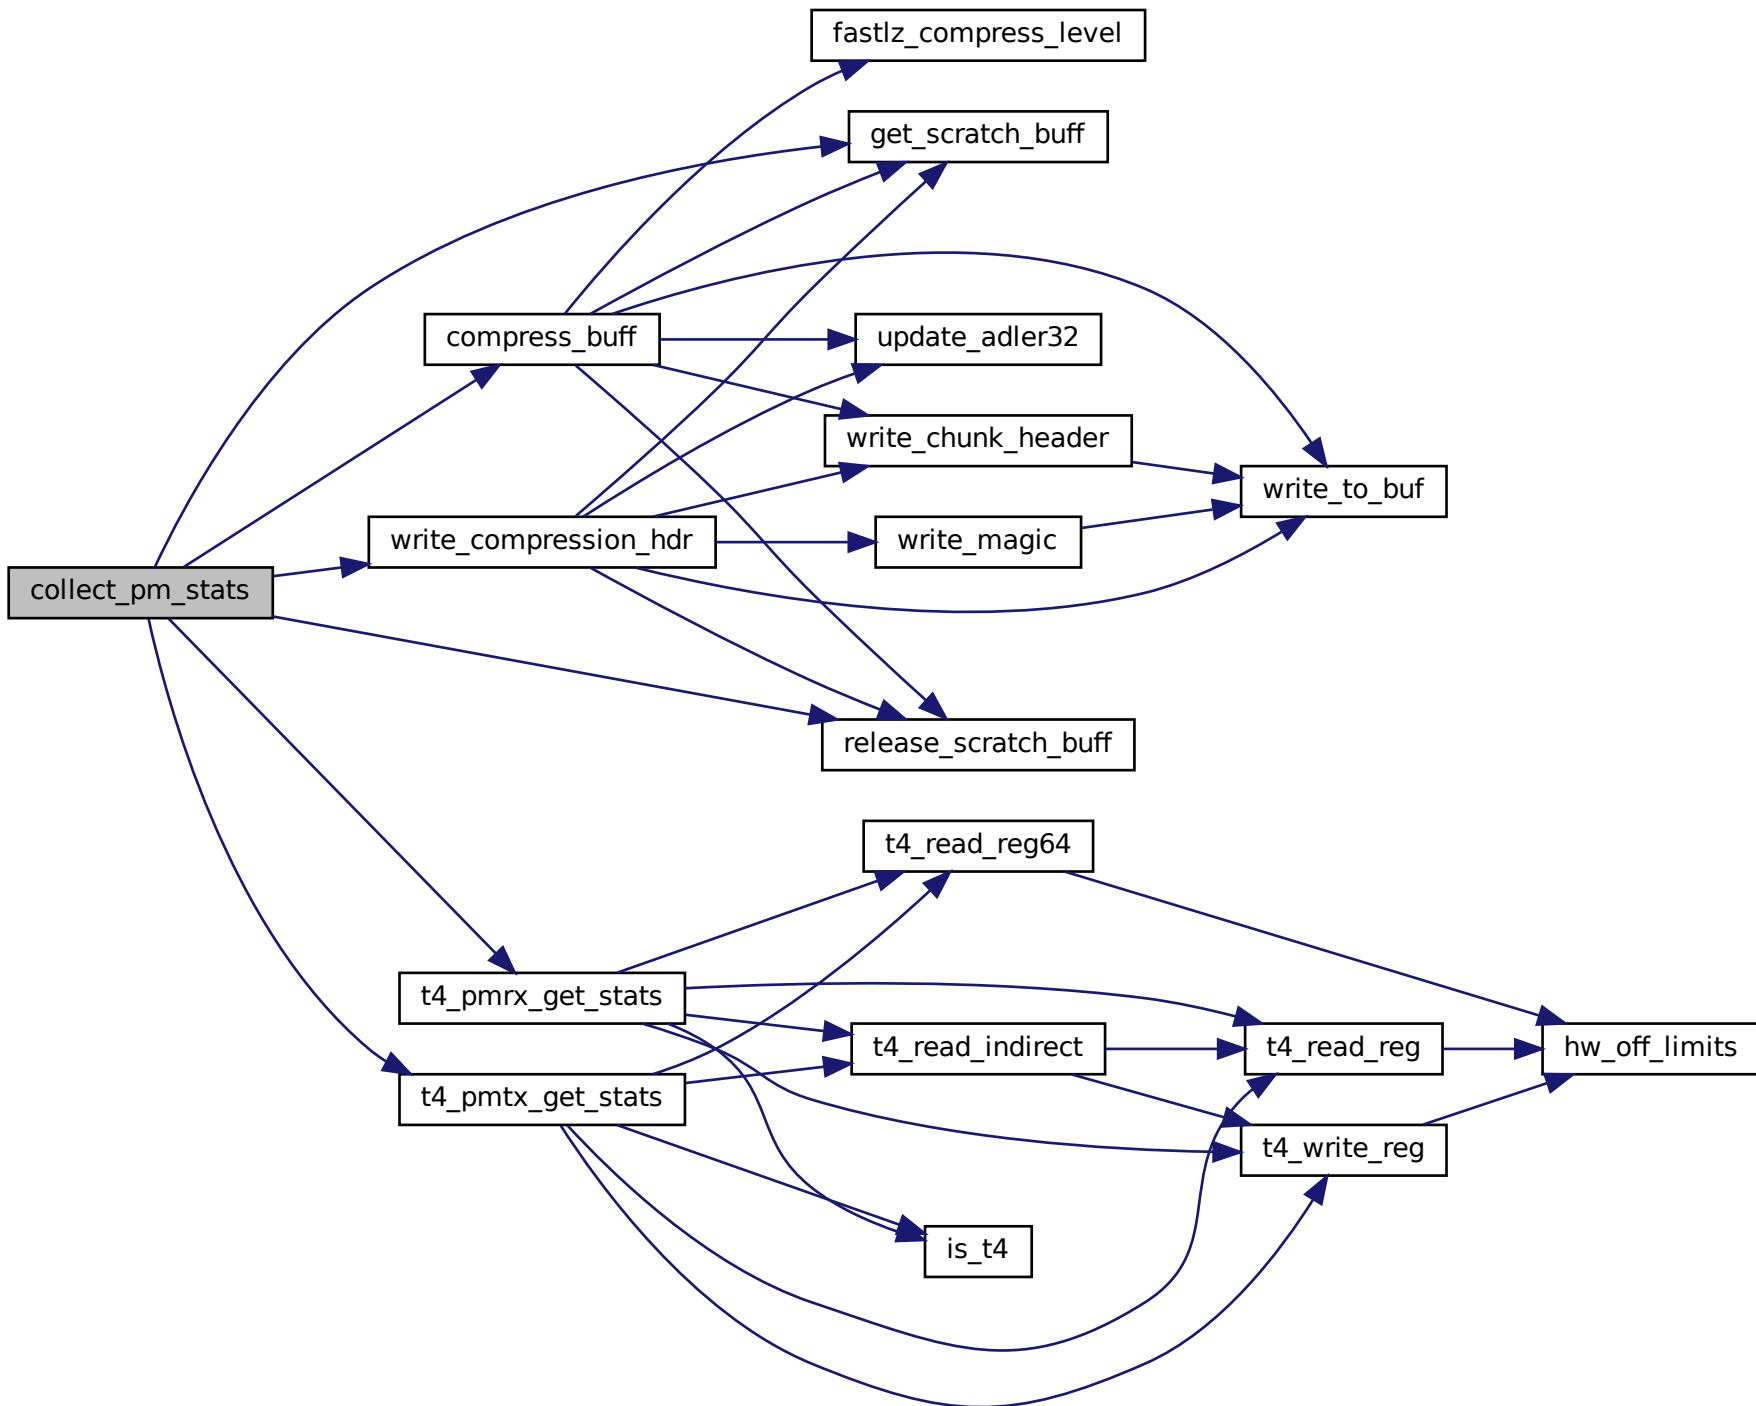 fastlz_compress_level
get_scratch_buff
compress_buff
update_adler32
write_chunk_header
write_to_buf
write_compression_hdr
write_magic
collect_pm_stats
release_scratch_buff
t4_read_reg64
t4_pmrx_get_stats
t4_read_indirect
t4_read_reg
hw_off_limits
t4_pmtx_get_stats
t4_write_reg
is_t4